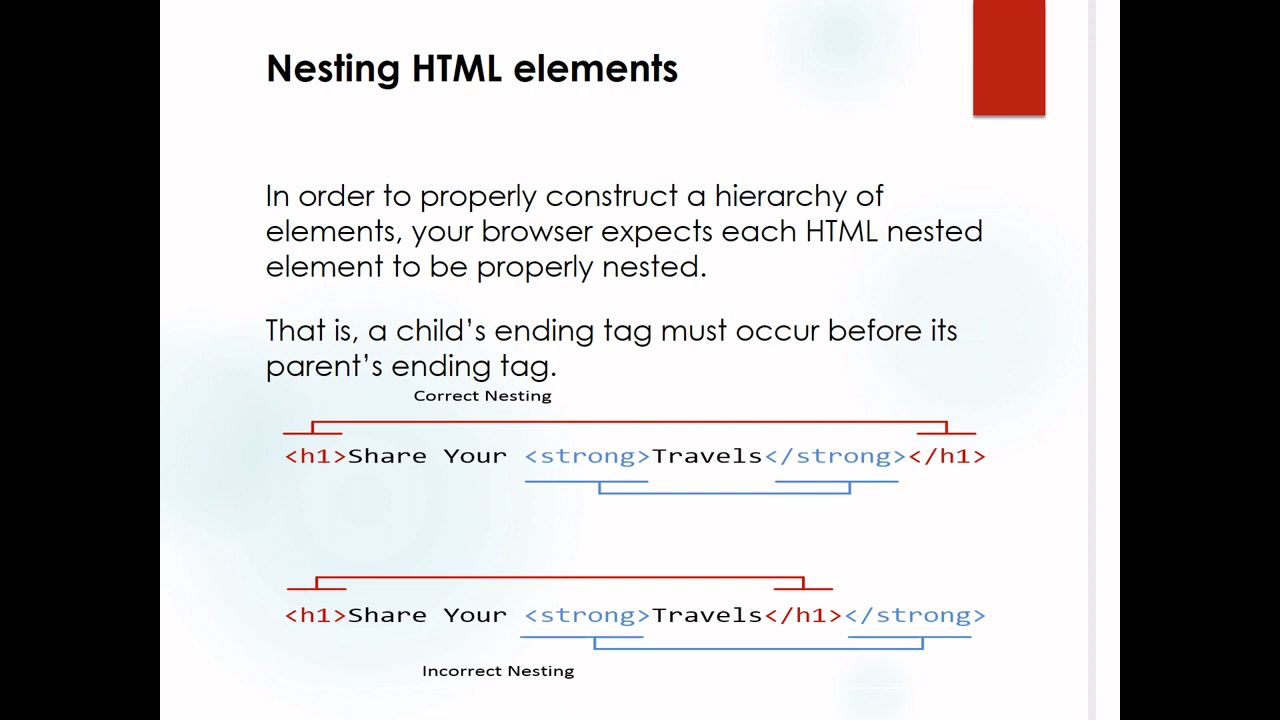 Nesting HTML elements
In order to properly construct a hierarchy of
elements, your browser expects each HTML nested
element to be properly nested.
That is, a child’s ending tag must occur before its
parent’s ending tag.
Correct Nesting
<h1>Share Your <strong>Travels</strong></h1>
<h1>Share Your <strong>Travels</h1></strong>
Incorrect Nesting